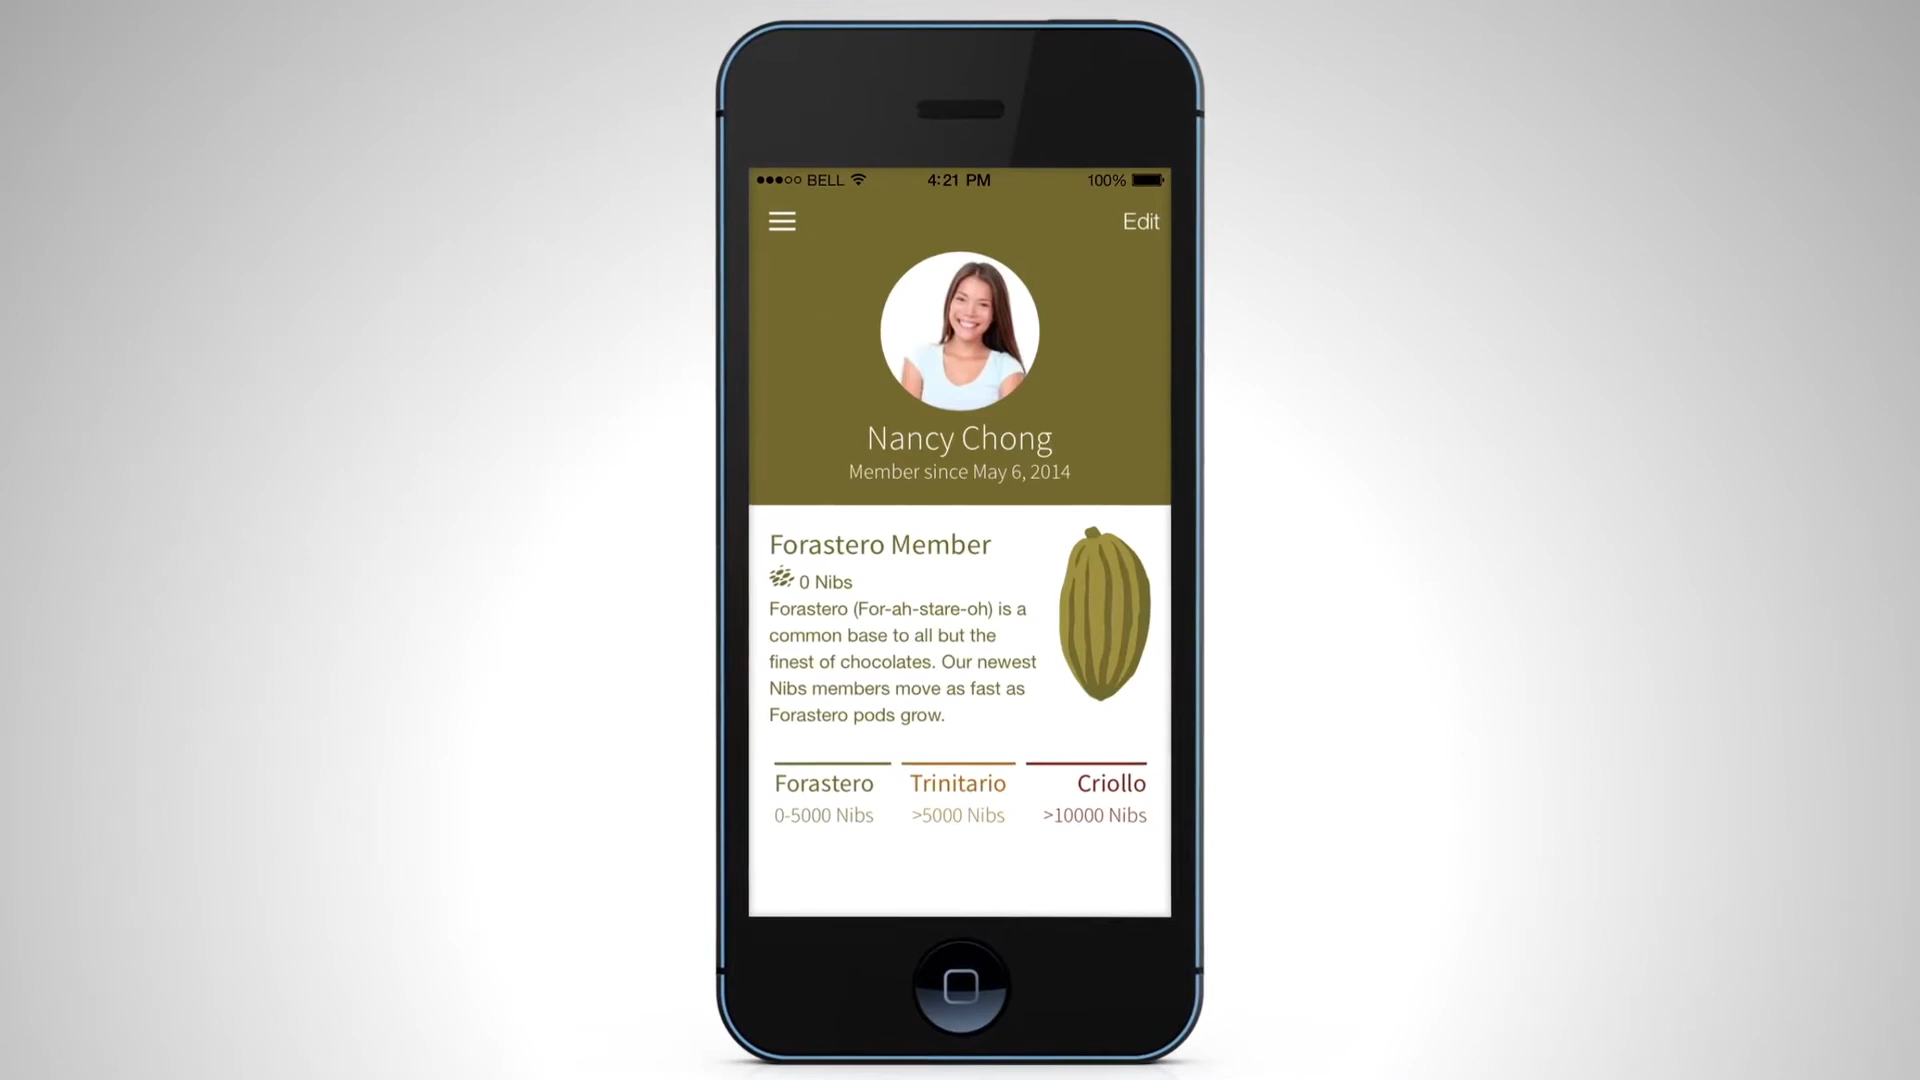 BELL 4:21 PM 100%
Edit
Nancy Chong
Member since May 6, 2014
Forastero Member
0 Nibs
Forastero (For-ah-stare-oh) is a
common base to all but the
finest of chocolates. Our newest
Nibs members move as fast as
Forastero pods grow.
Forastero Trinitario Criollo
0-5000 Nibs >5000 Nibs >10000 Nibs